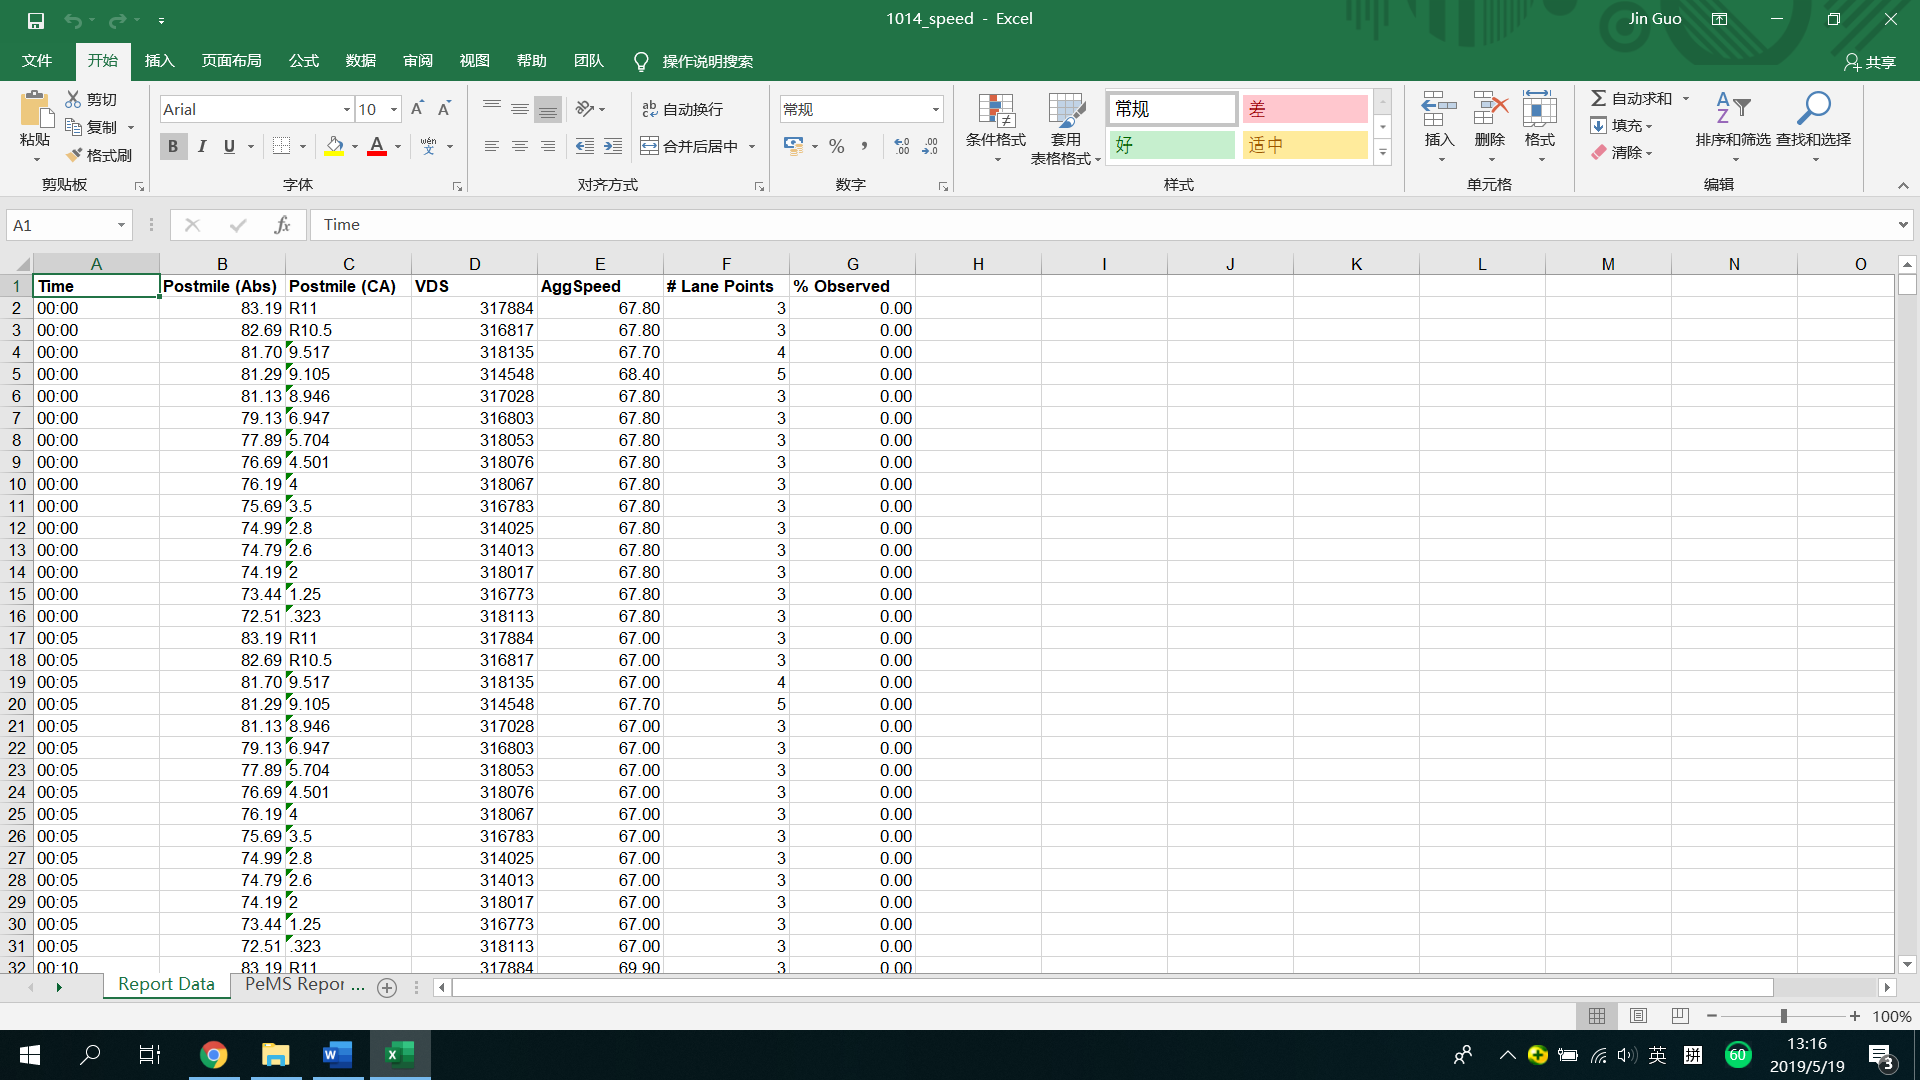 1014_speed - Excel
Jin Guo
文件 开始 插入 页面布局 公式 数据 审阅 视图 帮助 团队 操作说明搜索 共享
粘贴 剪切 复制 格式刷
剪贴板
Arial 10
B I U A wén 文
字体
ab 自动换行
合并后居中
对齐方式
常规
% , .00
数字
条件格式 套用 表格格式
常规 差
好 适中
样式
插入 删除 格式
单元格
自动求和
填充
清除
排序和筛选 查找和选择
编辑
A1 fx Time
A B C D E F G H I J K L M N O
1 Time Postmile (Abs) Postmile (CA) VDS AggSpeed # Lane Points % Observed
2 00:00 83.19 R11 317884 67.80 3 0.00
3 00:00 82.69 R10.5 316817 67.80 3 0.00
4 00:00 81.70 9.517 318135 67.70 4 0.00
5 00:00 81.29 9.105 314548 68.40 5 0.00
6 00:00 81.13 8.946 317028 67.80 3 0.00
7 00:00 79.13 6.947 316803 67.80 3 0.00
8 00:00 77.89 5.704 318053 67.80 3 0.00
9 00:00 76.69 4.501 318076 67.80 3 0.00
10 00:00 76.19 4 318067 67.80 3 0.00
11 00:00 75.69 3.5 316783 67.80 3 0.00
12 00:00 74.99 2.8 314025 67.80 3 0.00
13 00:00 74.79 2.6 314013 67.80 3 0.00
14 00:00 74.19 2 318017 67.80 3 0.00
15 00:00 73.44 1.25 316773 67.80 3 0.00
16 00:00 72.51 .323 318113 67.80 3 0.00
17 00:05 83.19 R11 317884 67.00 3 0.00
18 00:05 82.69 R10.5 316817 67.00 3 0.00
19 00:05 81.70 9.517 318135 67.00 4 0.00
20 00:05 81.29 9.105 314548 67.70 5 0.00
21 00:05 81.13 8.946 317028 67.00 3 0.00
22 00:05 79.13 6.947 316803 67.00 3 0.00
23 00:05 77.89 5.704 318053 67.00 3 0.00
24 00:05 76.69 4.501 318076 67.00 3 0.00
25 00:05 76.19 4 318067 67.00 3 0.00
26 00:05 75.69 3.5 316783 67.00 3 0.00
27 00:05 74.99 2.8 314025 67.00 3 0.00
28 00:05 74.79 2.6 314013 67.00 3 0.00
29 00:05 74.19 2 318017 67.00 3 0.00
30 00:05 73.44 1.25 316773 67.00 3 0.00
31 00:05 72.51 .323 318113 67.00 3 0.00
32 00:10 83.19 R11 317884 69.90 3 0.00
Report Data PeMS Repor ...
100%
英 拼 60
13:16
2019/5/19
3